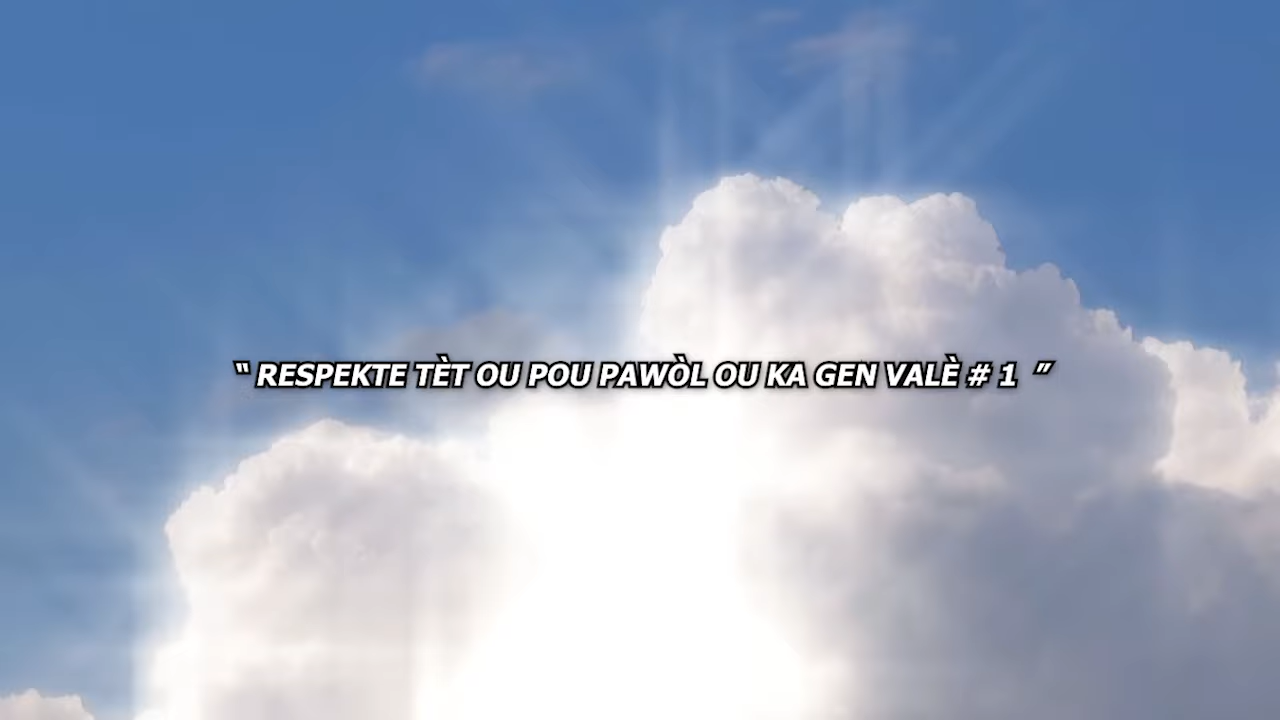 “ RESPEKTE TÈT OU POU PAWÒL OU KA GEN VALÈ # 1 ”